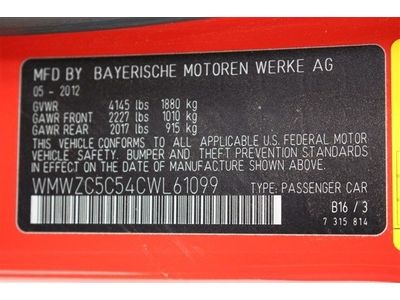 MFD BY BAYERISCHE MOTOREN WERKE AG
05 - 2012
GVWR 4145 lbs 1880 kg
GAWR FRONT 2227 lbs 1010 kg
GAWR REAR 2017 lbs 915 kg
THIS VEHICLE CONFORMS TO ALL APPLICABLE U.S. FEDERAL MOTOR
VEHICLE SAFETY, BUMPER AND THEFT PREVENTION STANDARDS
IN EFFECT ON THE DATE OF MANUFACTURE SHOWN ABOVE.
WMWZC5C54CWL61099 TYPE: PASSENGER CAR
B16 / 3
7 315 814